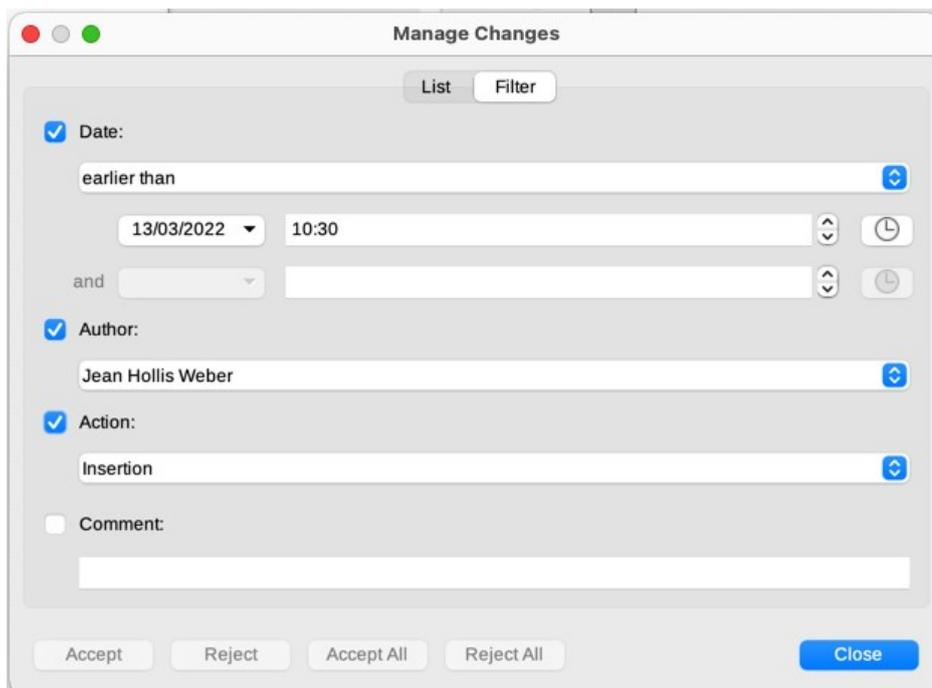 Manage Changes
List Filter
Date:
earlier than
13/03/2022 10:30
and
Author:
Jean Hollis Weber
Action:
Insertion
Comment:
Accept Reject Accept All Reject All Close